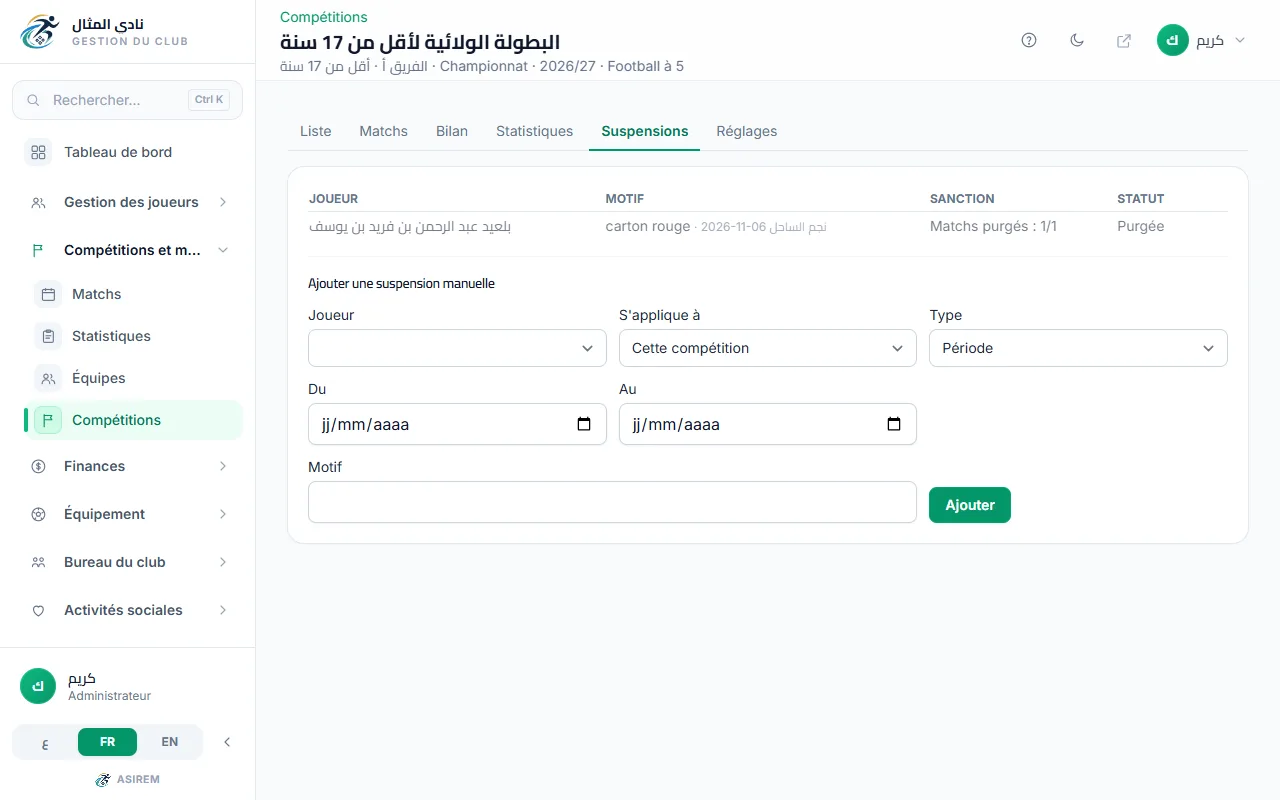 نادي المثال
GESTION DU CLUB
Rechercher...
Ctrl K
Tableau de bord
Gestion des joueurs
Compétitions et m...
Matchs
Statistiques
Équipes
Compétitions
Finances
Équipement
Bureau du club
Activités sociales
ك
كريم
Administrateur
ع
FR
EN
ASIREM
Compétitions
البطولة الولائية لأقل من 17 سنة
الفريق أ · أقل من 17 سنة · Championnat · 2026/27 · Football à 5
ك
كريم
Liste
Matchs
Bilan
Statistiques
Suspensions
Réglages
JOUEUR
MOTIF
SANCTION
STATUT
بلعيد عبد الرحمن بن فريد بن يوسف
carton rouge · 2026-11-06 نجم الساحل
Matchs purgés : 1/1
Purgée
Ajouter une suspension manuelle
Joueur
S'applique à
Type
Cette compétition
Période
Du
Au
jj/mm/aaaa
jj/mm/aaaa
Motif
Ajouter